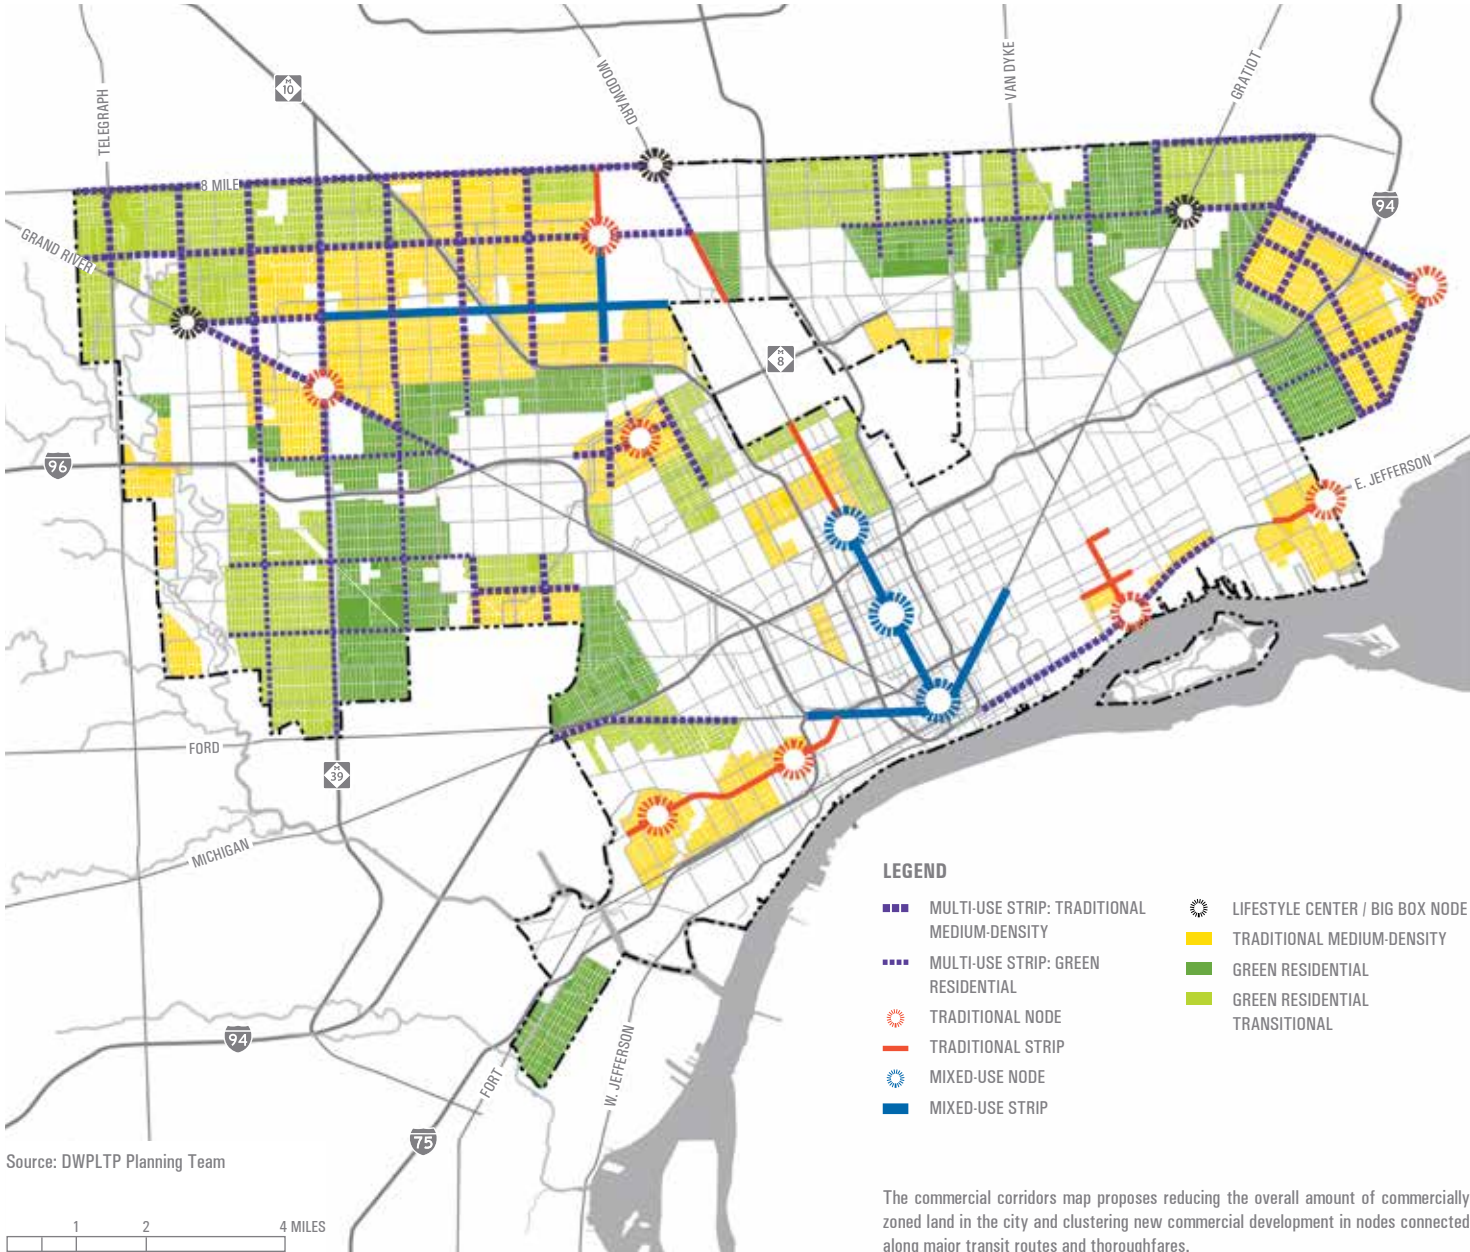 WOODWARD
VAN DYKE
GRATIOT
TELEGRAPH
M
10
8 MILE
94
GRAND RIVER
M
8
96
E. JEFFERSON
FORD
M
39
MICHIGAN
94
FORT
W. JEFFERSON
75
LEGEND
MULTI-USE STRIP: TRADITIONAL
MEDIUM-DENSITY
MULTI-USE STRIP: GREEN
RESIDENTIAL
TRADITIONAL NODE
TRADITIONAL STRIP
MIXED-USE NODE
MIXED-USE STRIP
LIFESTYLE CENTER / BIG BOX NODE
TRADITIONAL MEDIUM-DENSITY
GREEN RESIDENTIAL
GREEN RESIDENTIAL
TRANSITIONAL
Source: DWPLTP Planning Team
1 2 4 MILES
The commercial corridors map proposes reducing the overall amount of commercially
zoned land in the city and clustering new commercial development in nodes connected
along major transit routes and thoroughfares.